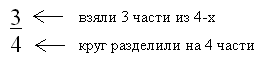 3 взяли 3 части из 4-х
4 круг разделили на 4 части